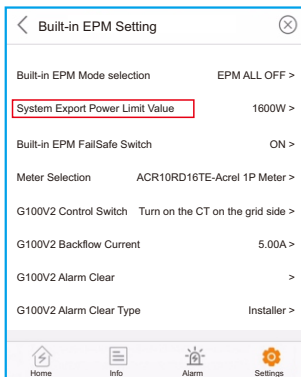 Built-in EPM Setting
Built-in EPM Mode selection EPM ALL OFF >
System Export Power Limit Value 1600W >
Built-in EPM FailSafe Switch ON >
Meter Selection ACR10RD16TE-Acrel 1P Meter >
G100V2 Control Switch Turn on the CT on the grid side >
G100V2 Backflow Current 5.00A >
G100V2 Alarm Clear >
G100V2 Alarm Clear Type Installer >
Home Info Alarm Settings